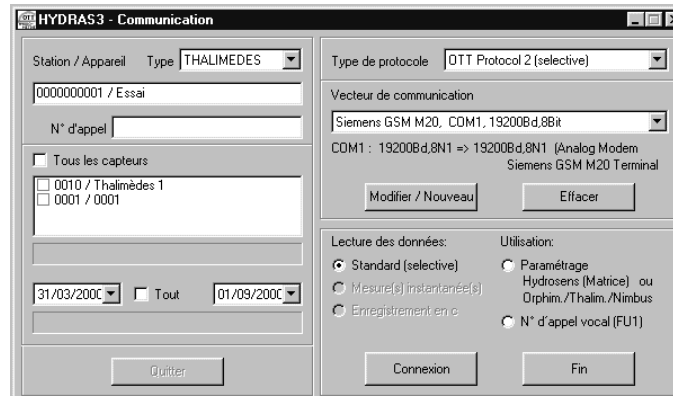 HYDRAS3 - Communication
Station / Appareil Type THALIMEDES
0000000001 / Essai
N° d'appel
Tous les capteurs
0010 / Thalimèdes 1
0001 / 0001
31/03/200 Tout 01/09/200
Quitter
Type de protocole OTT Protocol 2 (selective)
Vecteur de communication
Siemens GSM M20, COM1, 19200Bd,8Bit
COM1 : 19200Bd,8N1 => 19200Bd,8N1 (Analog Modem
Siemens GSM M20 Terminal
Modifier / Nouveau Effacer
Lecture des données:
Standard (selective)
Mesure(s) instantanée(s)
Enregistrement en c
Utilisation:
Paramétrage
Hydrosens (Matrice) ou
Orphim./Thalim./Nimbus
N° d'appel vocal (FU1)
Connexion Fin